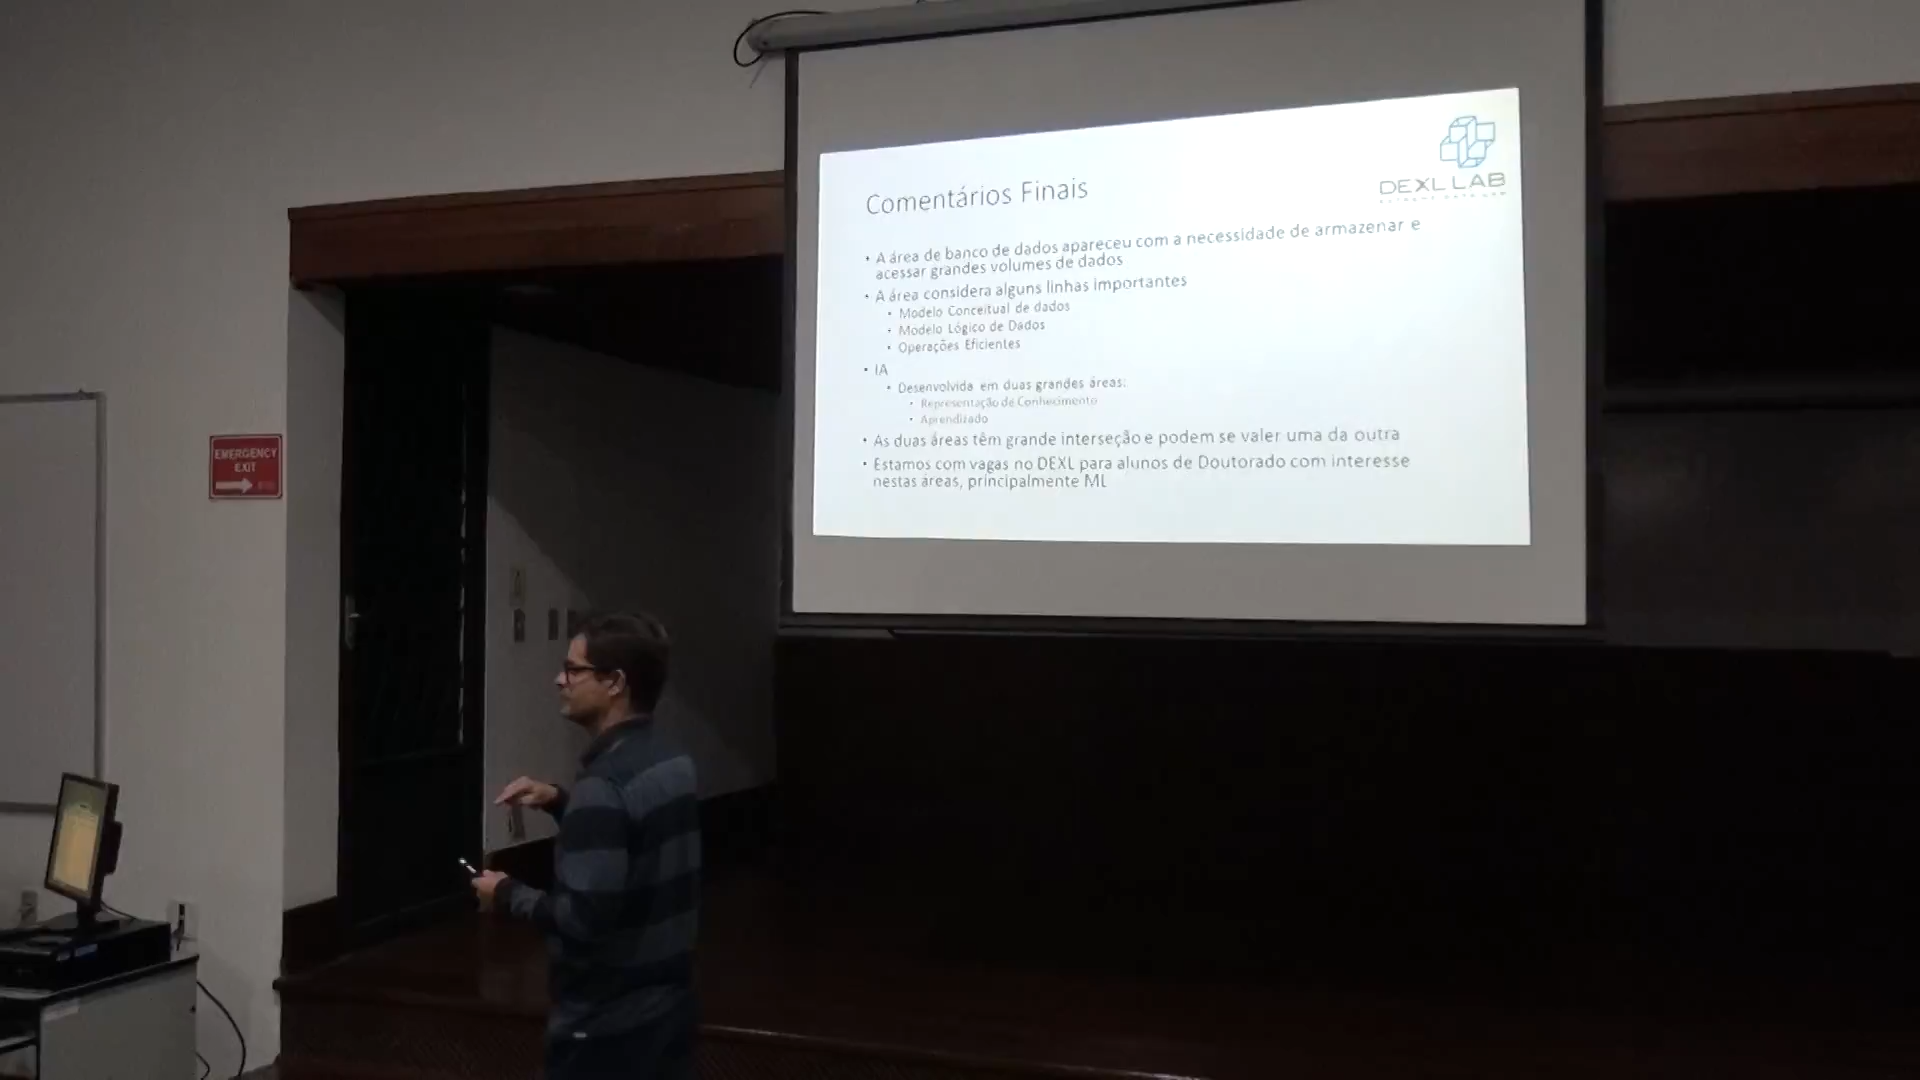 Comentários Finais
DEXL LAB
• A área de banco de dados apareceu com a necessidade de armazenar e
acessar grandes volumes de dados
• A área considera alguns linhas importantes
• Modelo Conceitual de dados
• Modelo Lógico de Dados
• Operações Eficientes
• IA
• Desenvolvida em duas grandes áreas:
• Representação de Conhecimento
• Aprendizado
• As duas áreas têm grande interseção e podem se valer uma da outra
• Estamos com vagas no DEXL para alunos de Doutorado com interesse
nestas áreas, principalmente ML
EMERGENCY
EXIT